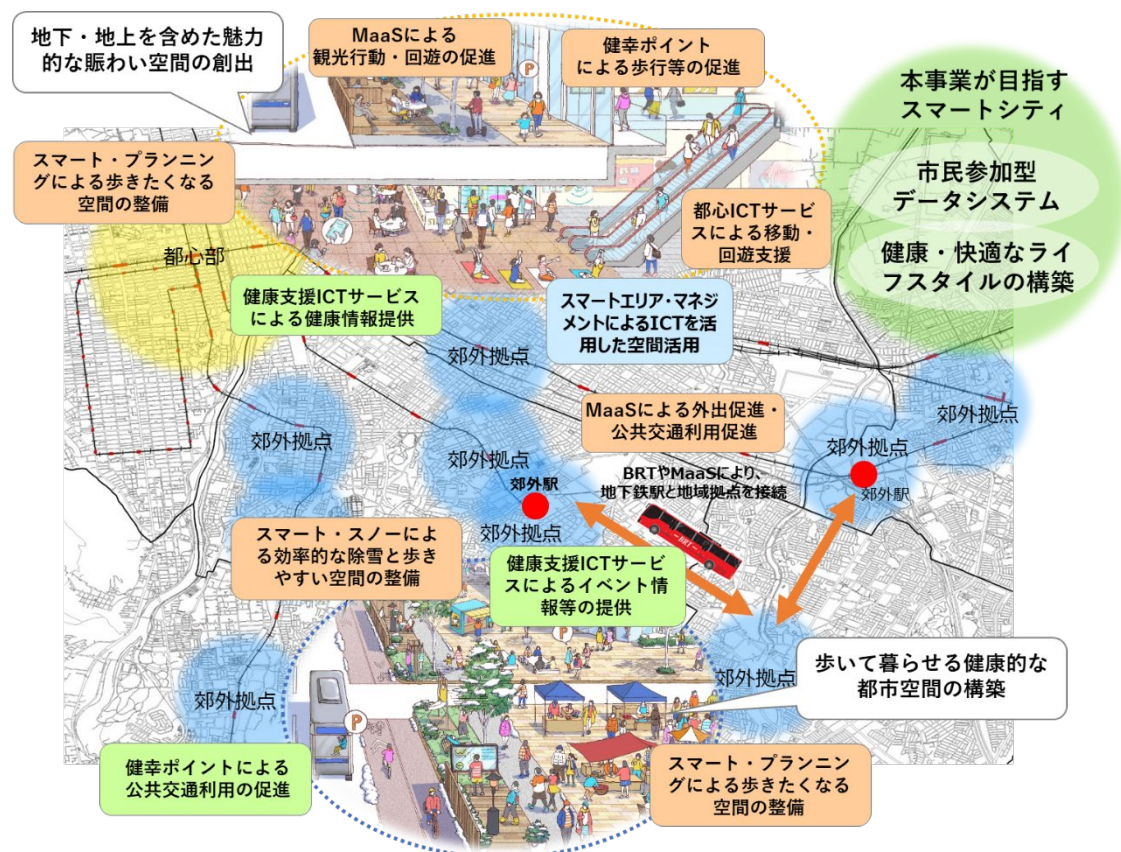 地下・地上を含めた魅力
的な賑わい空間の創出
MaaSによる
観光行動・回遊の促進
健幸ポイント
による歩行等の促進
P
本事業が目指す
スマートシティ
市民参加型
データシステム
健康・快適なライ
フスタイルの構築
スマート・プランニン
グによる歩きたくなる
空間の整備
都心ICTサービ
スによる移動・
回遊支援
都心部
健康支援ICTサービス
による健康情報提供
スマートエリア・マネジ
メントによるICTを活
用した空間活用
郊外拠点
MaaSによる外出促進・
公共交通利用促進
郊外拠点
郊外拠点
郊外拠点
郊外拠点
郊外駅
BRTやMaaSにより、
地下鉄駅と地域拠点を接続
郊外駅
郊外拠点
BRT
スマート・スノーによ
る効率的な除雪と歩き
やすい空間の整備
健康支援ICTサービ
スによるイベント情
報等の提供
P
郊外拠点
郊外拠点
歩いて暮らせる健康的な
都市空間の構築
P
健幸ポイントによる
公共交通利用の促進
スマート・プランニン
グによる歩きたくなる
空間の整備